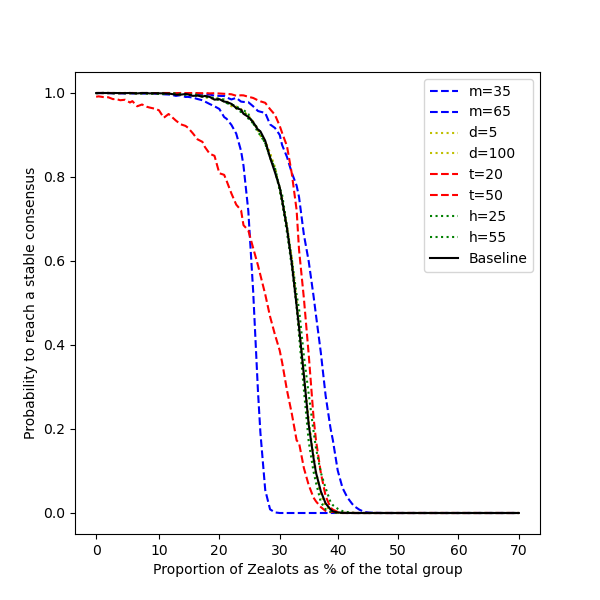 m=35
m=65
d=5
d=100
t=20
t=50
h=25
h=55
Baseline
1.0
0.8
0.6
0.4
0.2
0.0
Probability to reach a stable consensus
0 10 20 30 40 50 60 70
Proportion of Zealots as % of the total group